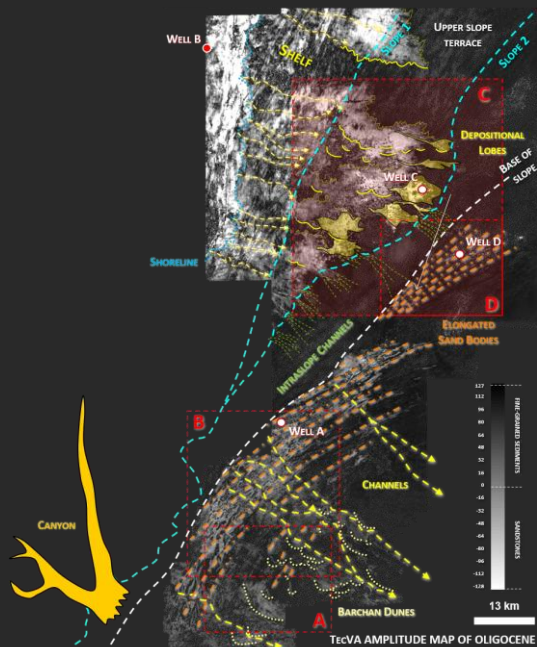 WELL B
SHELF
SLOPE 1
UPPER SLOPE
TERRACE
SLOPE 2
C
DEPOSITIONAL
LOBES
BASE OF
SLOPE
WELL C
WELL D
SHORELINE
D
ELONGATED
SAND BODIES
INTRASLOPE CHANNELS
B
WELL A
CHANNELS
CANYON
BARCHAN DUNES
A
127
112
96
80
64
48
32
16
0
-16
-32
-48
-64
-80
-96
-112
-128
FINE-GRAINED SEDIMENTS
SANDSTONES
13 km
TECVA AMPLITUDE MAP OF OLIGOCENE